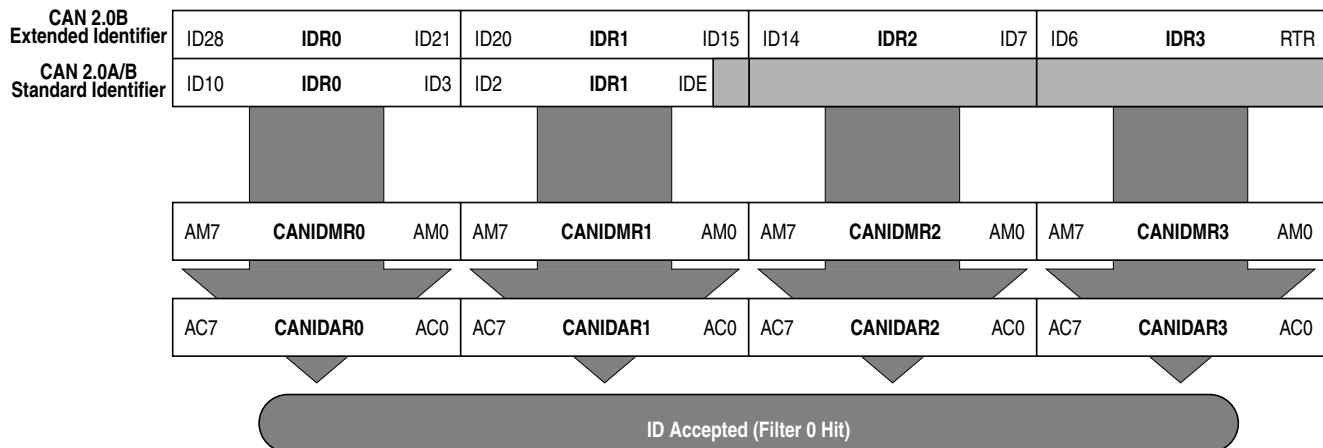 CAN 2.0B
Extended Identifier
ID28 IDR0 ID21 ID20 IDR1 ID15 ID14 IDR2 ID7 ID6 IDR3 RTR
CAN 2.0A/B
Standard Identifier
ID10 IDR0 ID3 ID2 IDR1 IDE
AM7 CANIDMR0 AM0 AM7 CANIDMR1 AM0 AM7 CANIDMR2 AM0 AM7 CANIDMR3 AM0
AC7 CANIDAR0 AC0 AC7 CANIDAR1 AC0 AC7 CANIDAR2 AC0 AC7 CANIDAR3 AC0
ID Accepted (Filter 0 Hit)